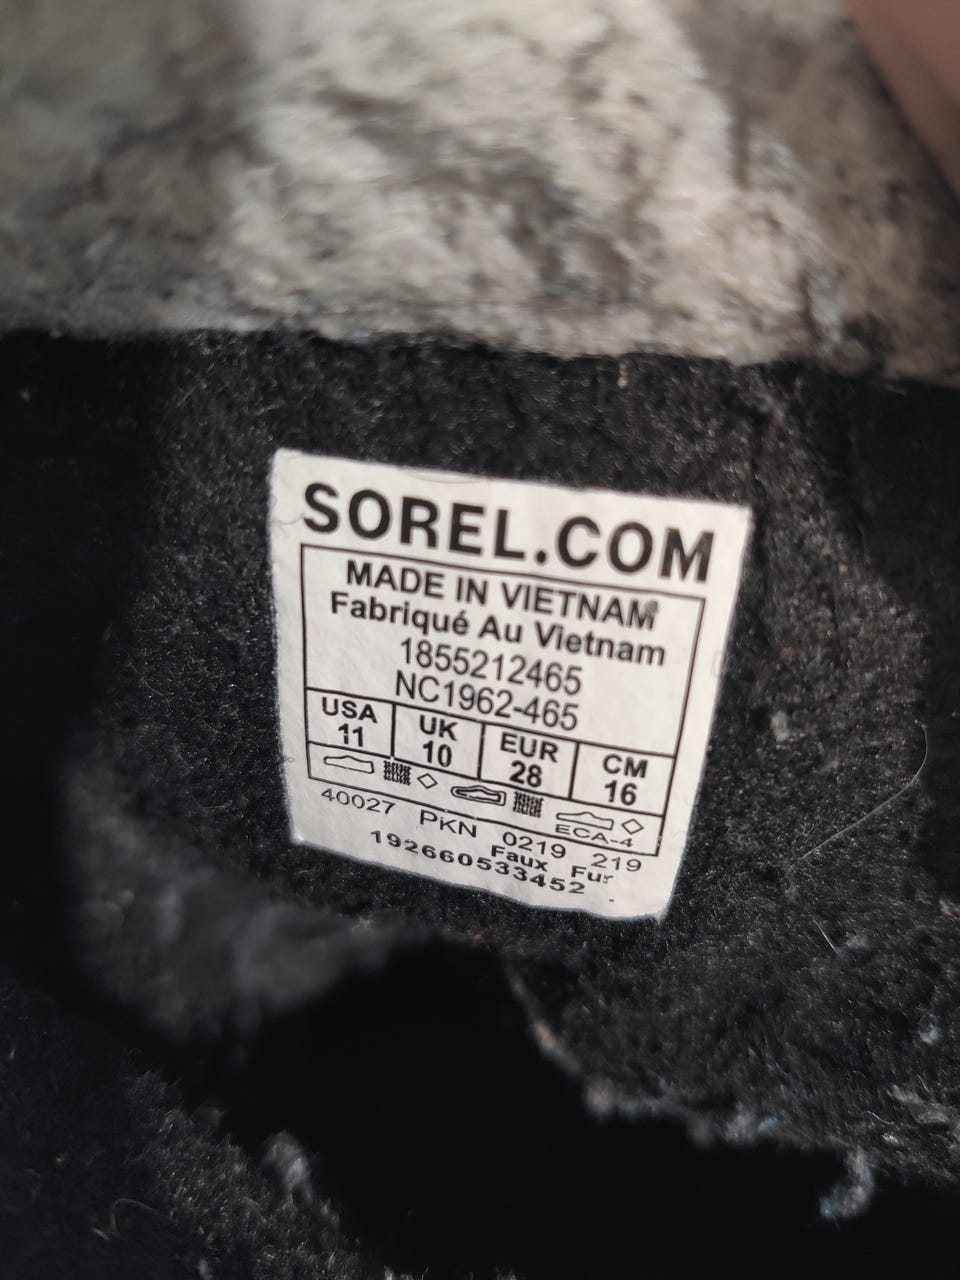 SOREL.COM
MADE IN VIETNAM
Fabriqué Au Vietnam
1855212465
NC1962-465
USA UK EUR CM
11 10 28 16
ECA-4
40027 PKN 0219 219
Faux Fur
192660533452